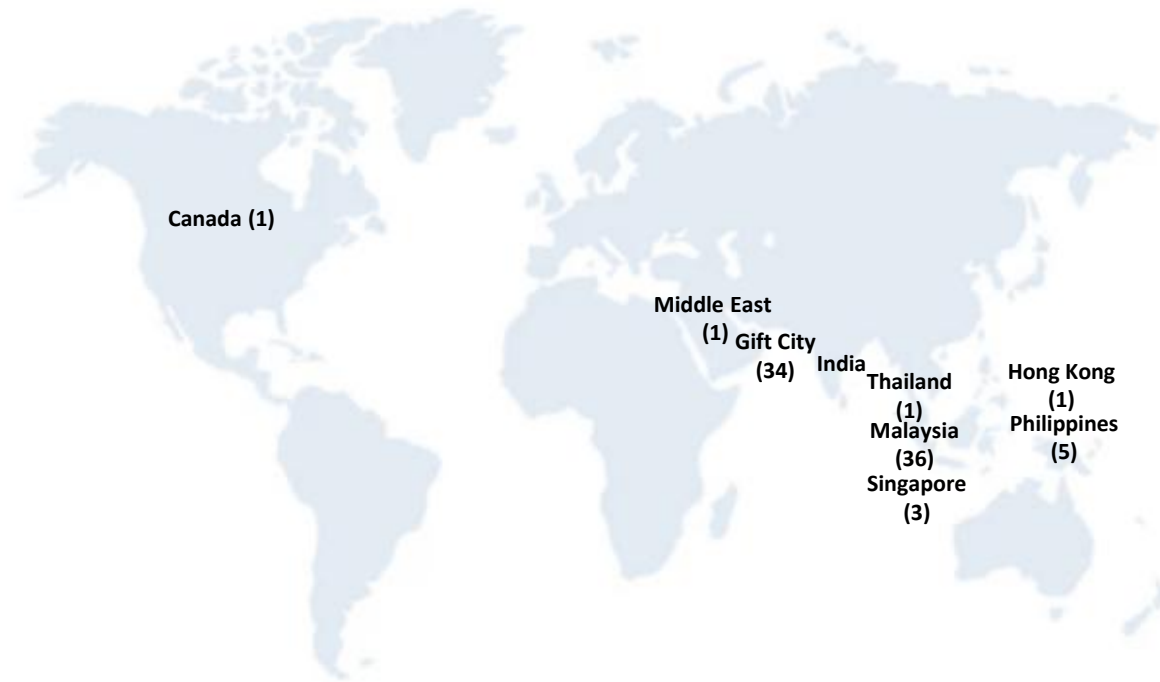 Canada (1)
Middle East
(1)
Gift City
(34)
India
Thailand
(1)
Malaysia
(36)
Singapore
(3)
Hong Kong
(1)
Philippines
(5)